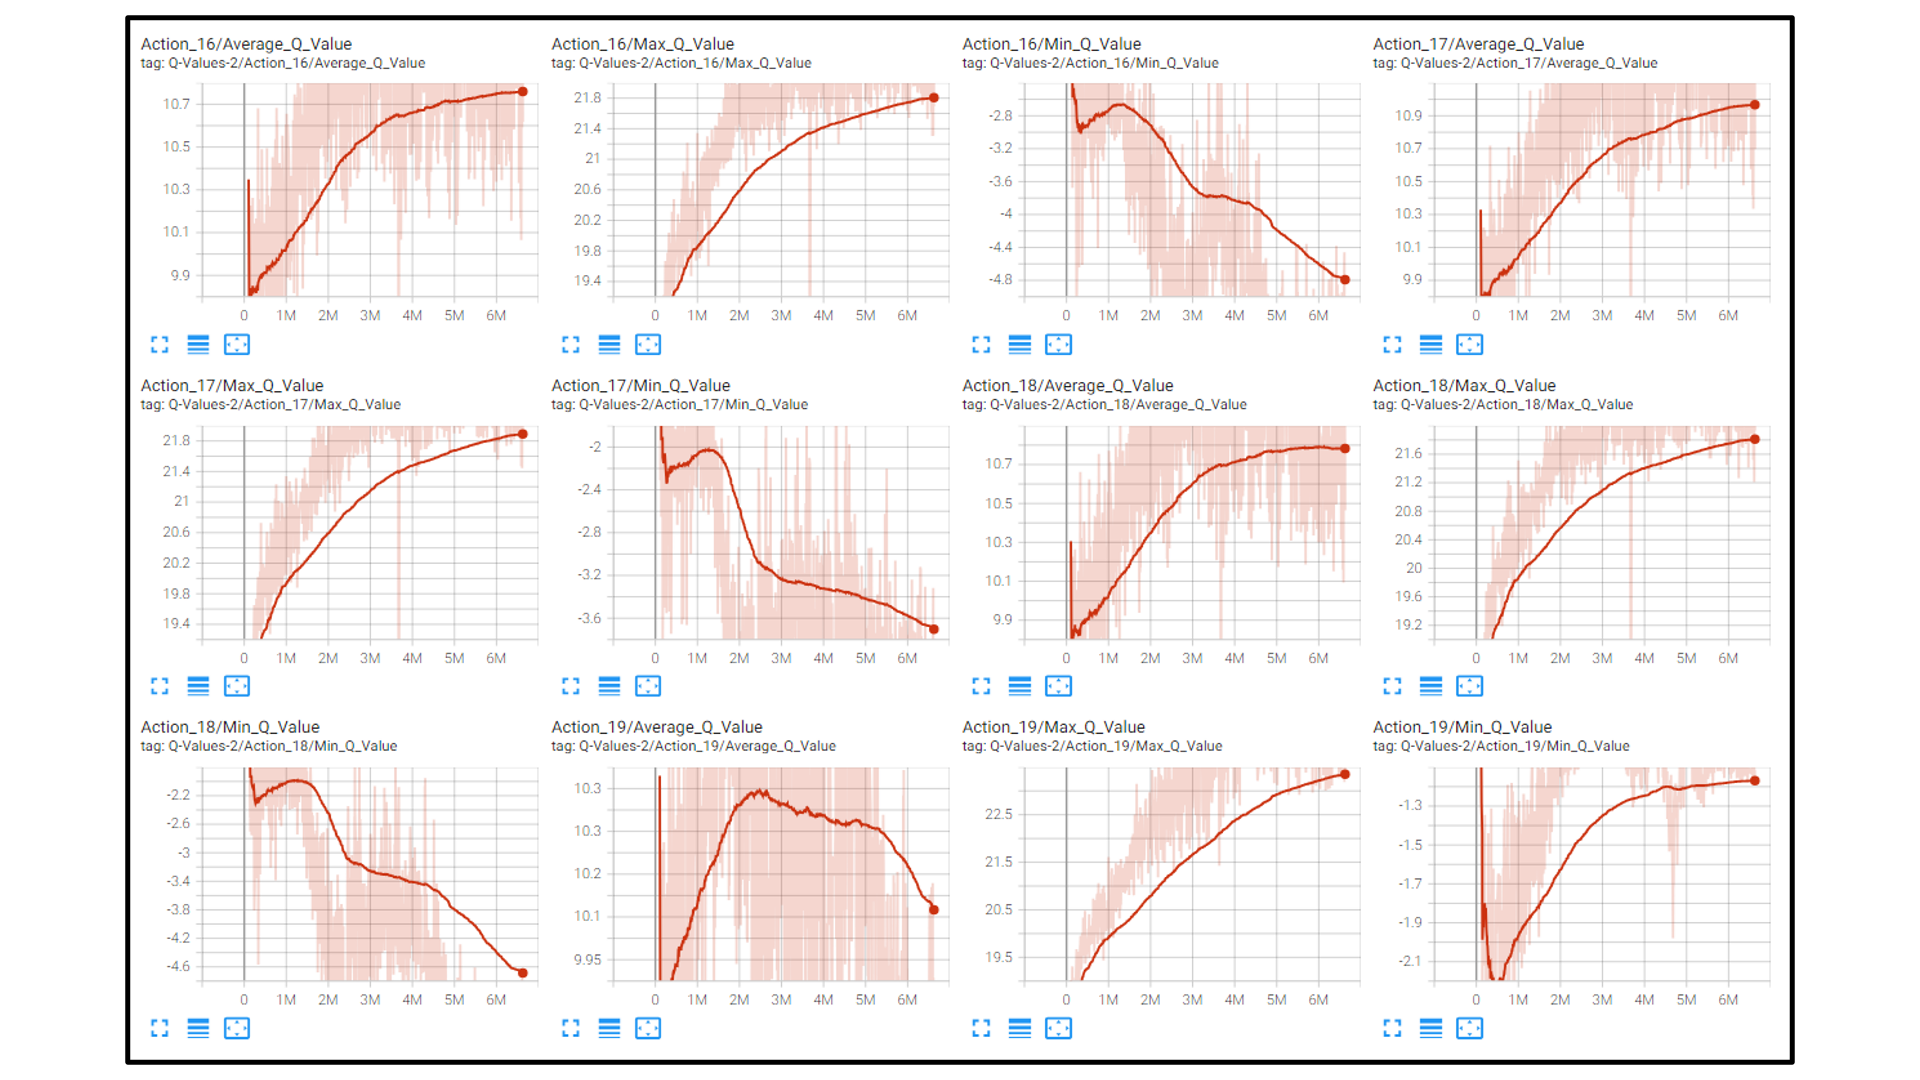 Action_16/Average_Q_Value
tag: Q-Values-2/Action_16/Average_Q_Value
10.7
10.5
10.3
10.1
9.9
0 1M 2M 3M 4M 5M 6M
Action_16/Max_Q_Value
tag: Q-Values-2/Action_16/Max_Q_Value
21.8
21.4
21
20.6
20.2
19.8
19.4
0 1M 2M 3M 4M 5M 6M
Action_16/Min_Q_Value
tag: Q-Values-2/Action_16/Min_Q_Value
-2.8
-3.2
-3.6
-4
-4.4
-4.8
0 1M 2M 3M 4M 5M 6M
Action_17/Average_Q_Value
tag: Q-Values-2/Action_17/Average_Q_Value
10.9
10.7
10.5
10.3
10.1
9.9
0 1M 2M 3M 4M 5M 6M
Action_17/Max_Q_Value
tag: Q-Values-2/Action_17/Max_Q_Value
21.8
21.4
21
20.6
20.2
19.8
19.4
0 1M 2M 3M 4M 5M 6M
Action_17/Min_Q_Value
tag: Q-Values-2/Action_17/Min_Q_Value
-2
-2.4
-2.8
-3.2
-3.6
0 1M 2M 3M 4M 5M 6M
Action_18/Average_Q_Value
tag: Q-Values-2/Action_18/Average_Q_Value
10.7
10.5
10.3
10.1
9.9
0 1M 2M 3M 4M 5M 6M
Action_18/Max_Q_Value
tag: Q-Values-2/Action_18/Max_Q_Value
21.6
21.2
20.8
20.4
20
19.6
19.2
0 1M 2M 3M 4M 5M 6M
Action_18/Min_Q_Value
tag: Q-Values-2/Action_18/Min_Q_Value
-2.2
-2.6
-3
-3.4
-3.8
-4.2
-4.6
0 1M 2M 3M 4M 5M 6M
Action_19/Average_Q_Value
tag: Q-Values-2/Action_19/Average_Q_Value
10.3
10.3
10.2
10.1
9.95
0 1M 2M 3M 4M 5M 6M
Action_19/Max_Q_Value
tag: Q-Values-2/Action_19/Max_Q_Value
22.5
21.5
20.5
19.5
0 1M 2M 3M 4M 5M 6M
Action_19/Min_Q_Value
tag: Q-Values-2/Action_19/Min_Q_Value
-1.3
-1.5
-1.7
-1.9
-2.1
0 1M 2M 3M 4M 5M 6M